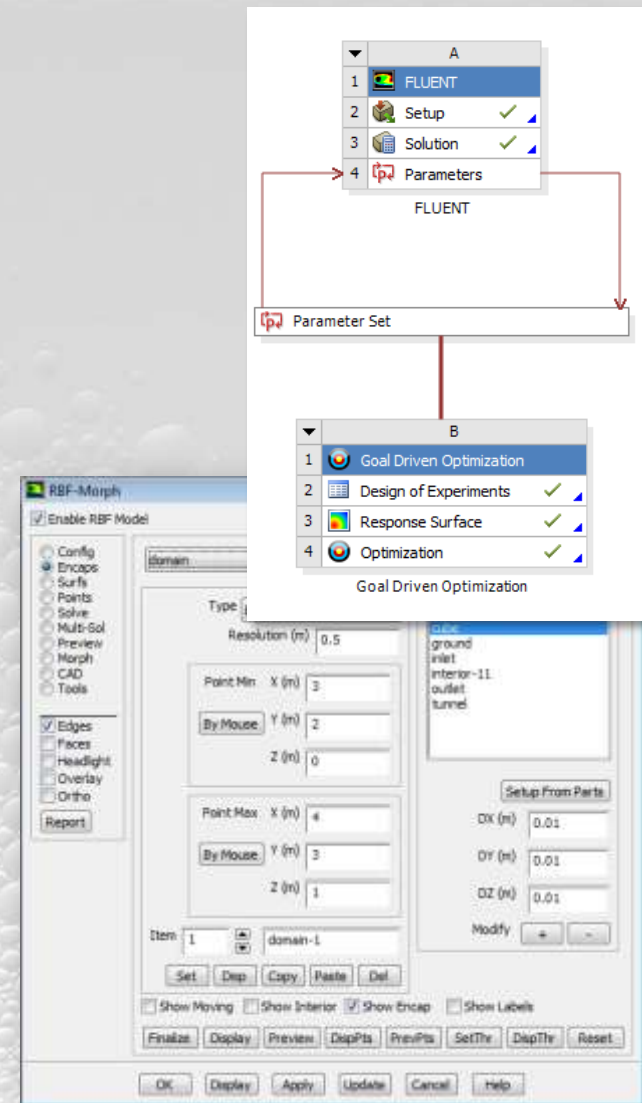 A
1 FLUENT
2 Setup
3 Solution
4 Parameters
FLUENT
Parameter Set
B
1 Goal Driven Optimization
2 Design of Experiments
3 Response Surface
4 Optimization
Goal Driven Optimization
RBF-Morph
Enable RBF Model
Config
Encaps
Surfs
Points
Solve
Multi-Sol
Preview
Morph
CAD
Tools
Edges
Faces
Headlight
Overlay
Ortho
Report
domain
Type
Resolution (m) 0.5
Point Min X (m) 3
By Mouse Y (m) 2
Z (m) 0
Point Max X (m) 4
By Mouse Y (m) 3
Z (m) 1
Item 1 domain-1
Set Disp Copy Paste Del
cube
ground
inlet
interior-11
outlet
tunnel
Setup From Parts
DX (m) 0.01
DY (m) 0.01
DZ (m) 0.01
Modify + -
Show Moving Show Interior Show Encap Show Labels
Finalize Display Preview DispPts PrevPts SetThr DispThr Reset
OK Display Apply Update Cancel Help